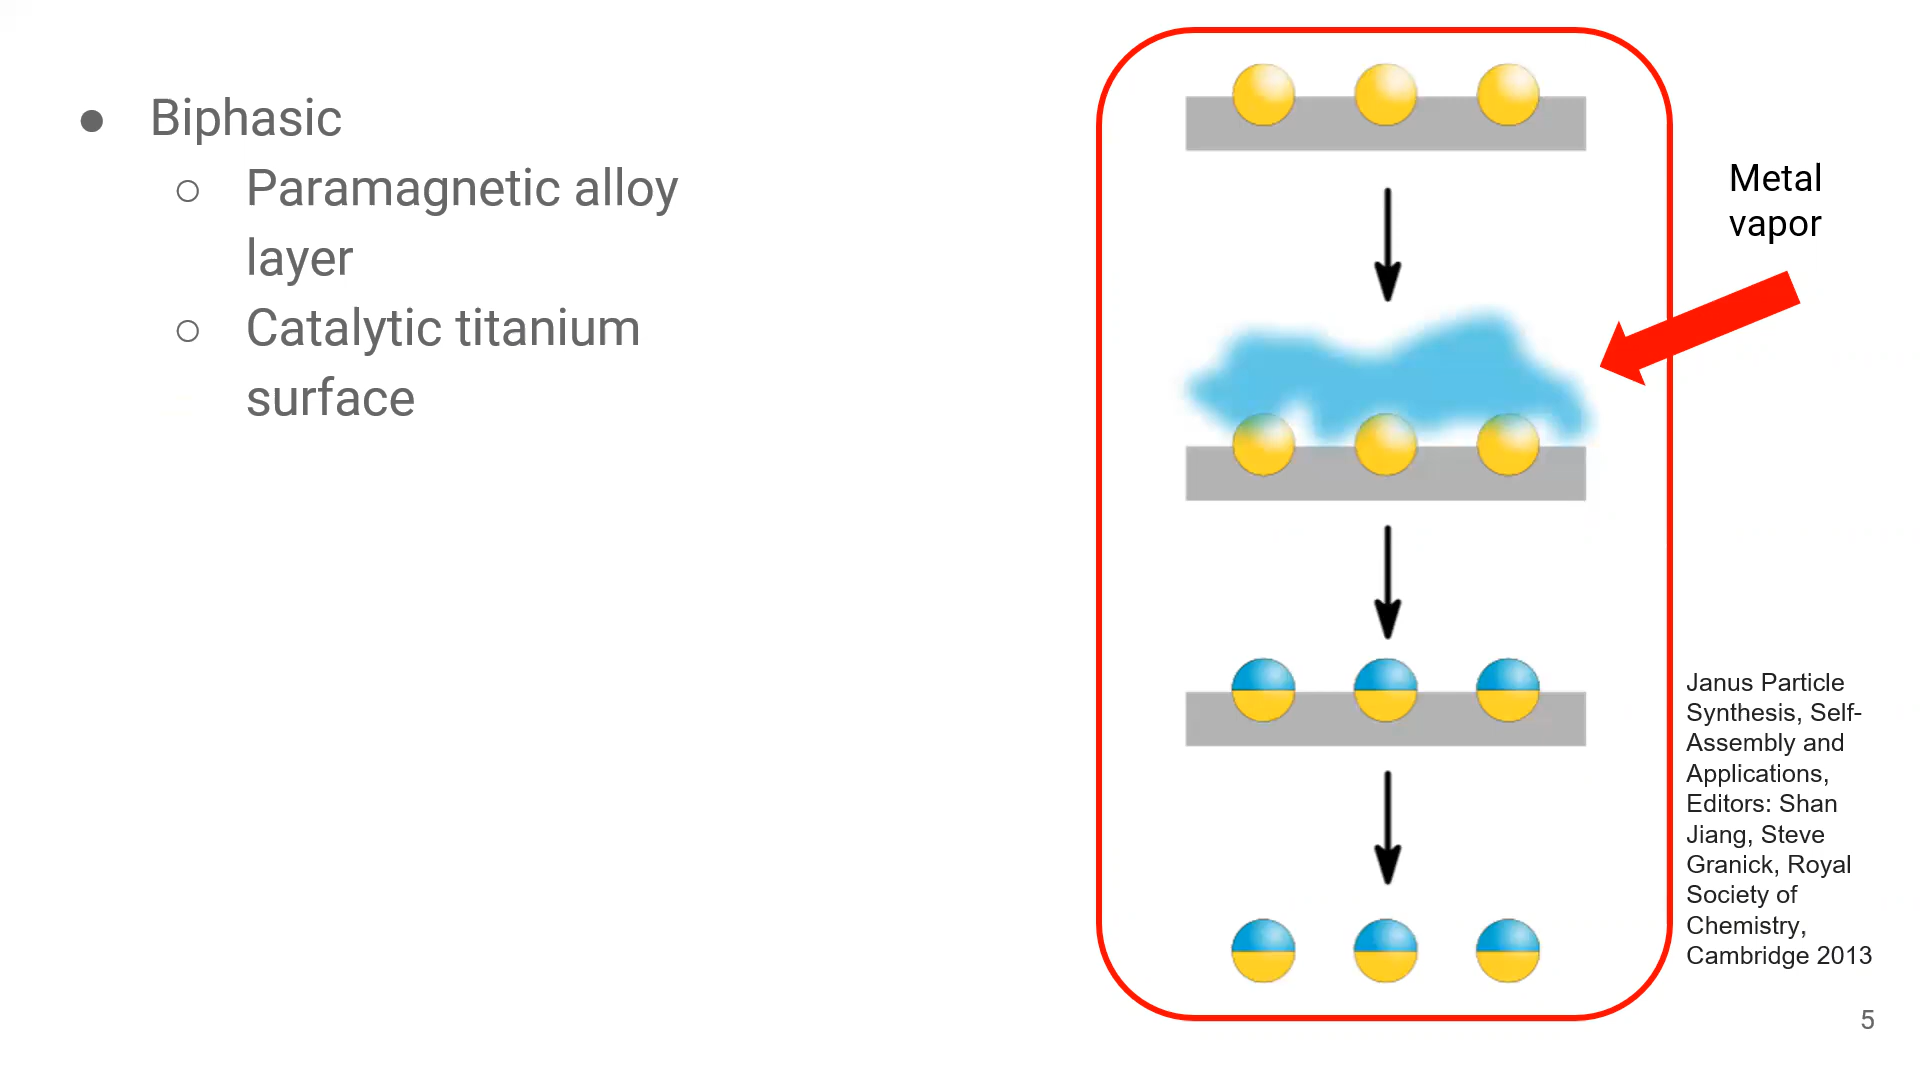 Biphasic
Paramagnetic alloy
layer
Catalytic titanium
surface
Metal
vapor
Janus Particle
Synthesis, Self-
Assembly and
Applications,
Editors: Shan
Jiang, Steve
Granick, Royal
Society of
Chemistry,
Cambridge 2013
5